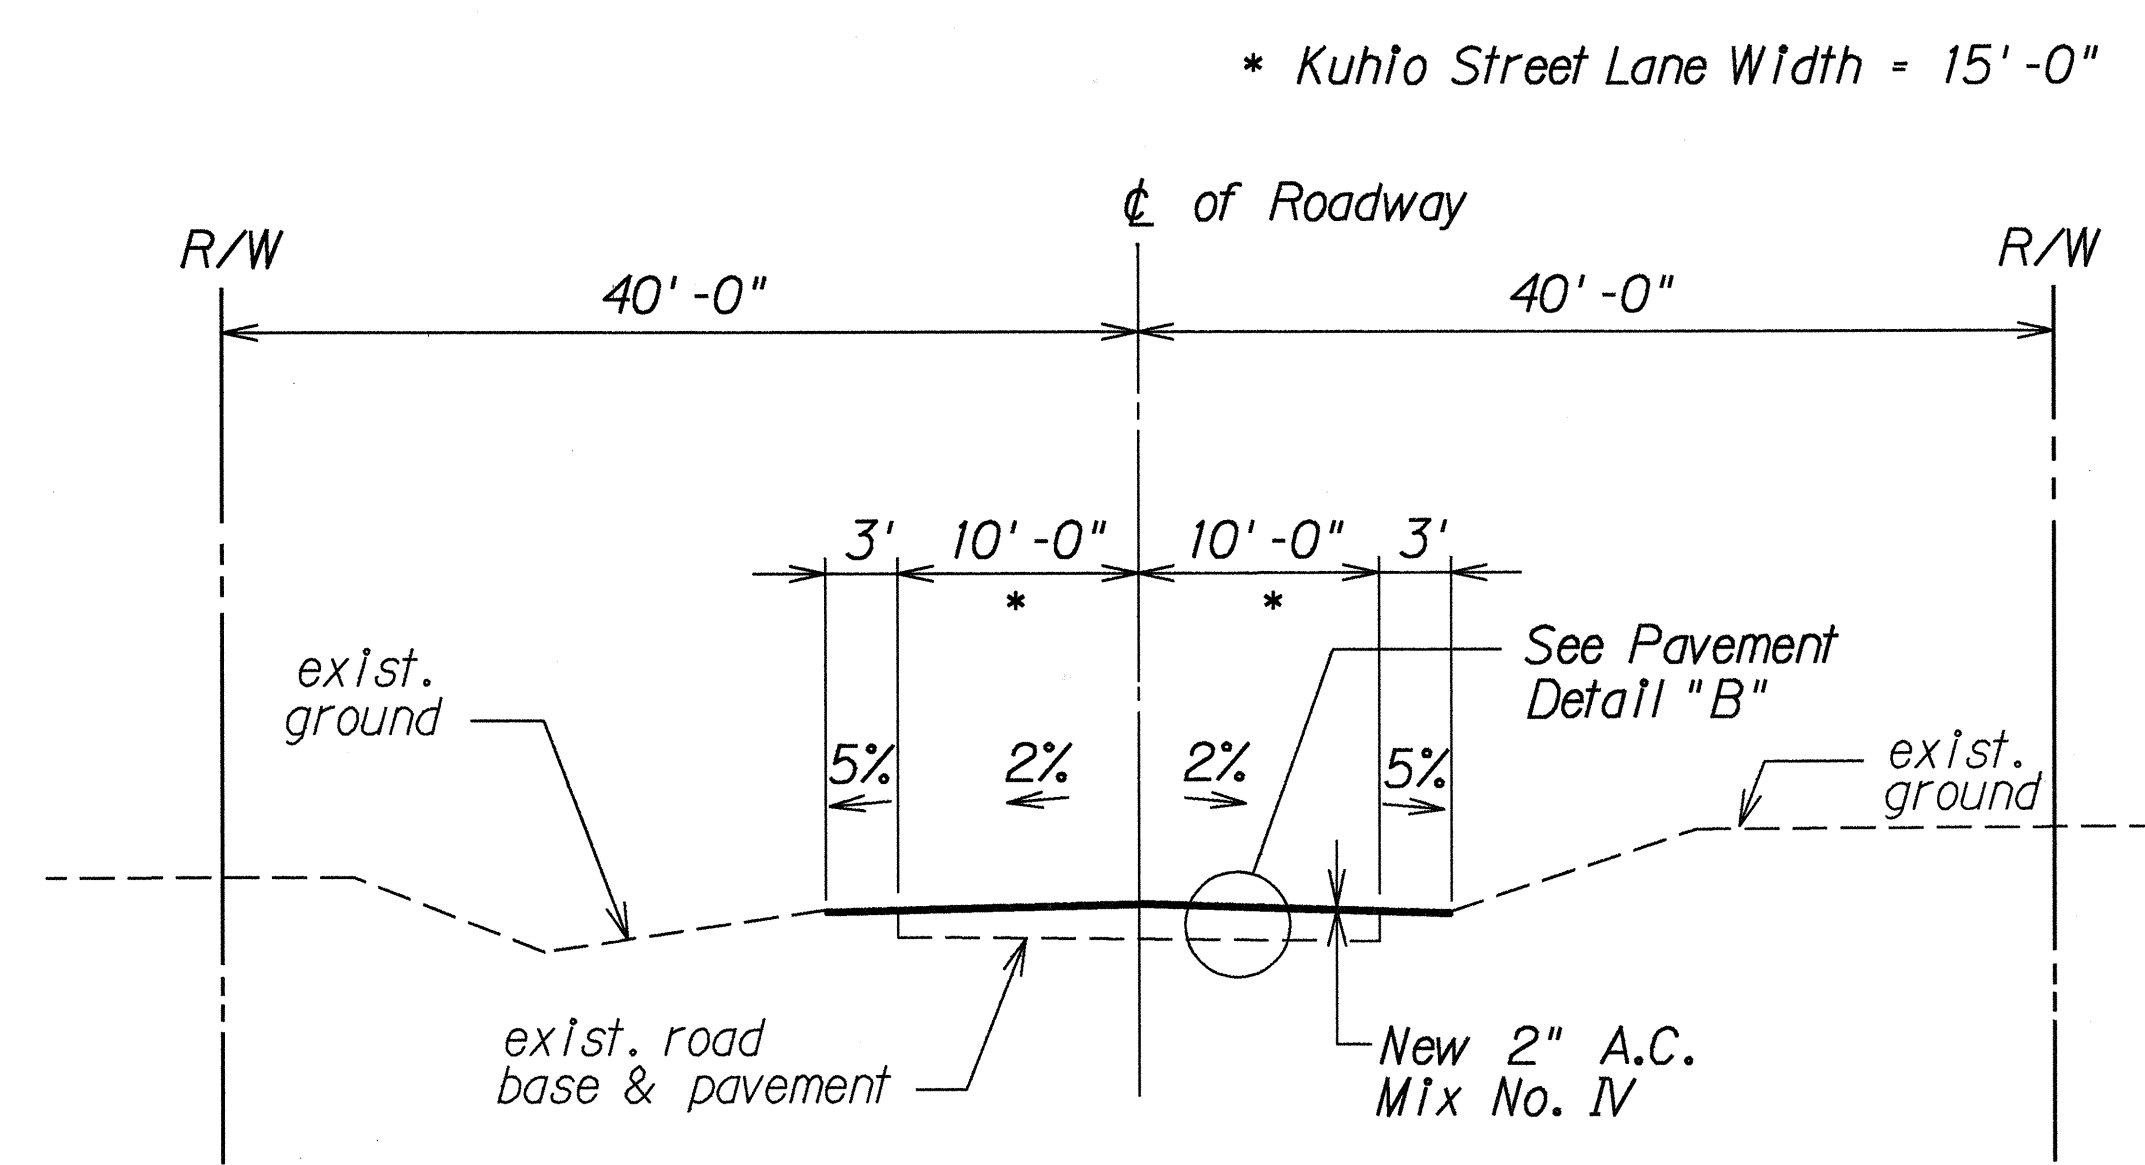 * Kuhio Street Lane Width = 15'-0"
℄ of Roadway
R/W
R/W
40'-0"
40'-0"
3'
10'-0"
10'-0"
3'
*
*
See Pavement
Detail "B"
exist.
ground
5%
2%
2%
5%
exist.
ground
exist. road
base & pavement
New 2" A.C.
Mix No. IV